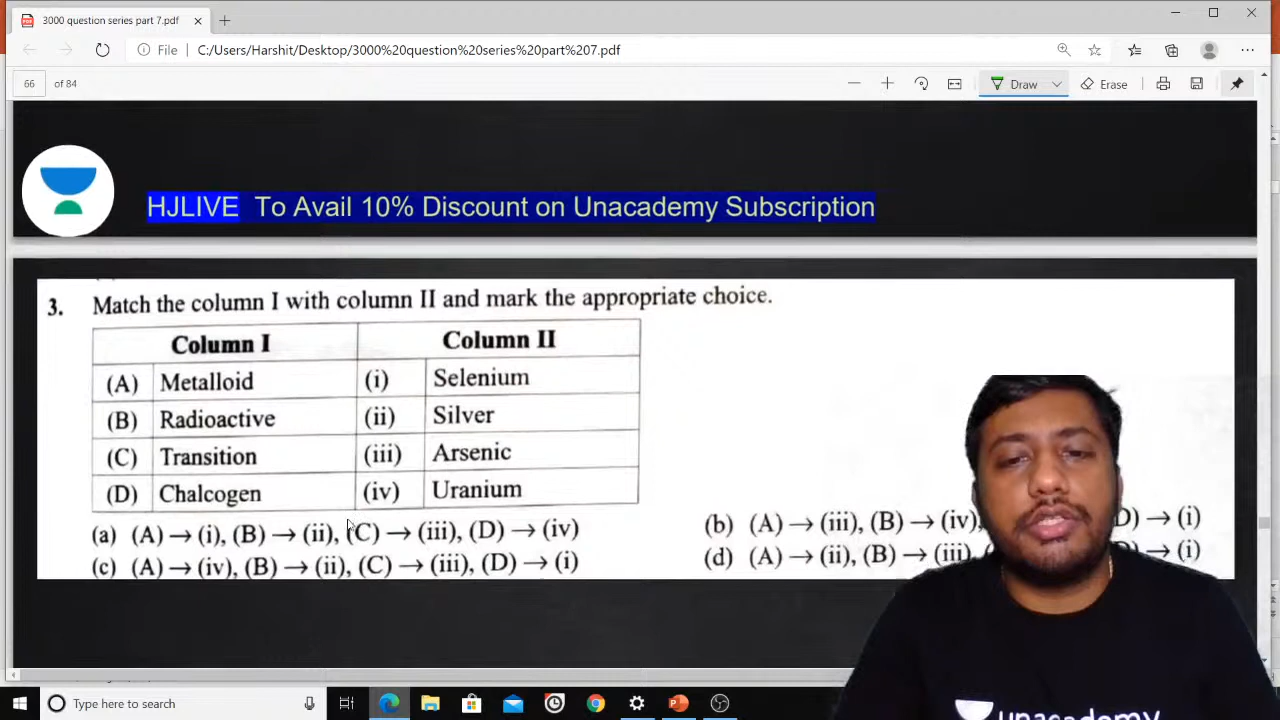 3000 question series part 7.pdf
File C:/Users/Harshit/Desktop/3000%20question%20series%20part%207.pdf
66 of 84 Draw Erase
HJLIVE To Avail 10% Discount on Unacademy Subscription
3. Match the column I with column II and mark the appropriate choice.
Column I Column II
(A) Metalloid (i) Selenium
(B) Radioactive (ii) Silver
(C) Transition (iii) Arsenic
(D) Chalcogen (iv) Uranium
(a) (A) → (i), (B) → (ii), (C) → (iii), (D) → (iv) (b) (A) → (iii), (B) → (iv), D) → (i)
(c) (A) → (iv), (B) → (ii), (C) → (iii), (D) → (i) (d) (A) → (ii), (B) → (iii), D) → (i)
unacademy
Type here to search